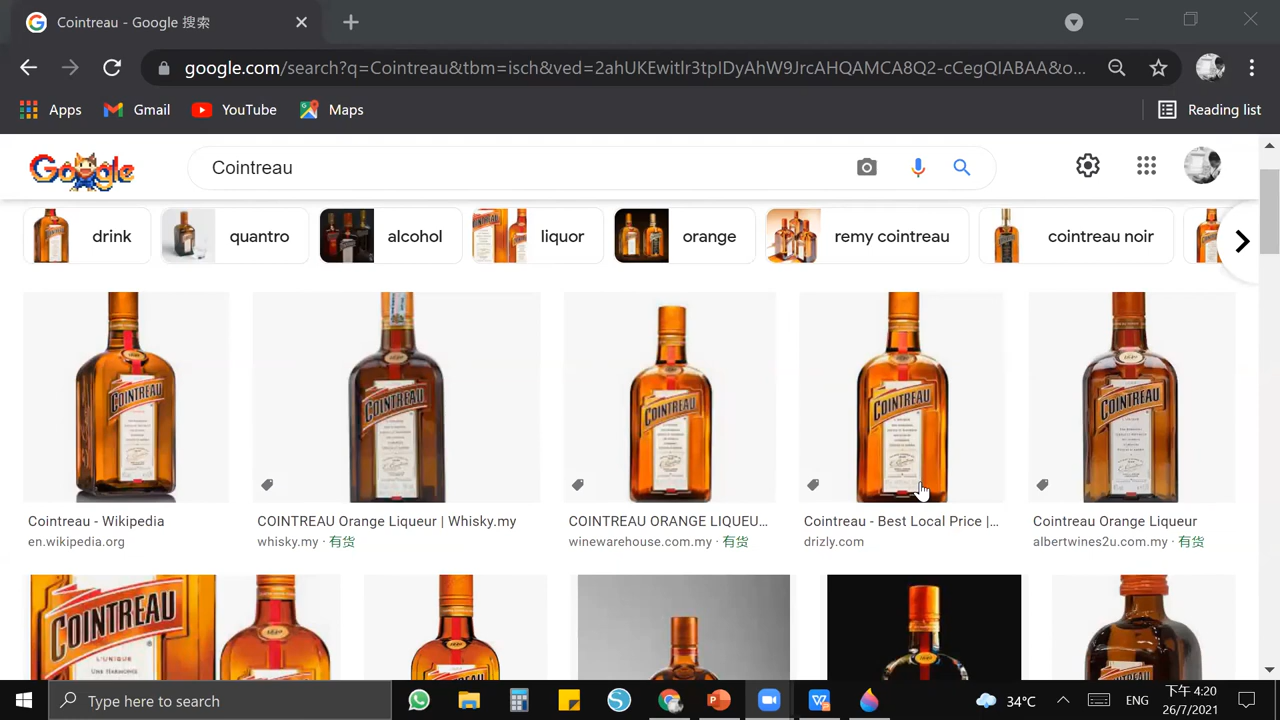 Cointreau - Google 搜索
google.com/search?q=Cointreau&tbm=isch&ved=2ahUKEwitlr3tpIDyAhW9JrcAHQAMCA8Q2-cCegQIABAA&o...
Apps Gmail YouTube Maps Reading list
Google Cointreau
drink quantro alcohol liquor orange remy cointreau cointreau noir
COINTREAU COINTREAU COINTREAU COINTREAU COINTREAU
Cointreau - Wikipedia
en.wikipedia.org
COINTREAU Orange Liqueur | Whisky.my
whisky.my · 有货
COINTREAU ORANGE LIQUEU...
winewarehouse.com.my · 有货
Cointreau - Best Local Price |...
drizly.com
Cointreau Orange Liqueur
albertwines2u.com.my · 有货
COINTREAU
L'UNIQUE
Type here to search
34°C
ENG
下午 4:20
26/7/2021